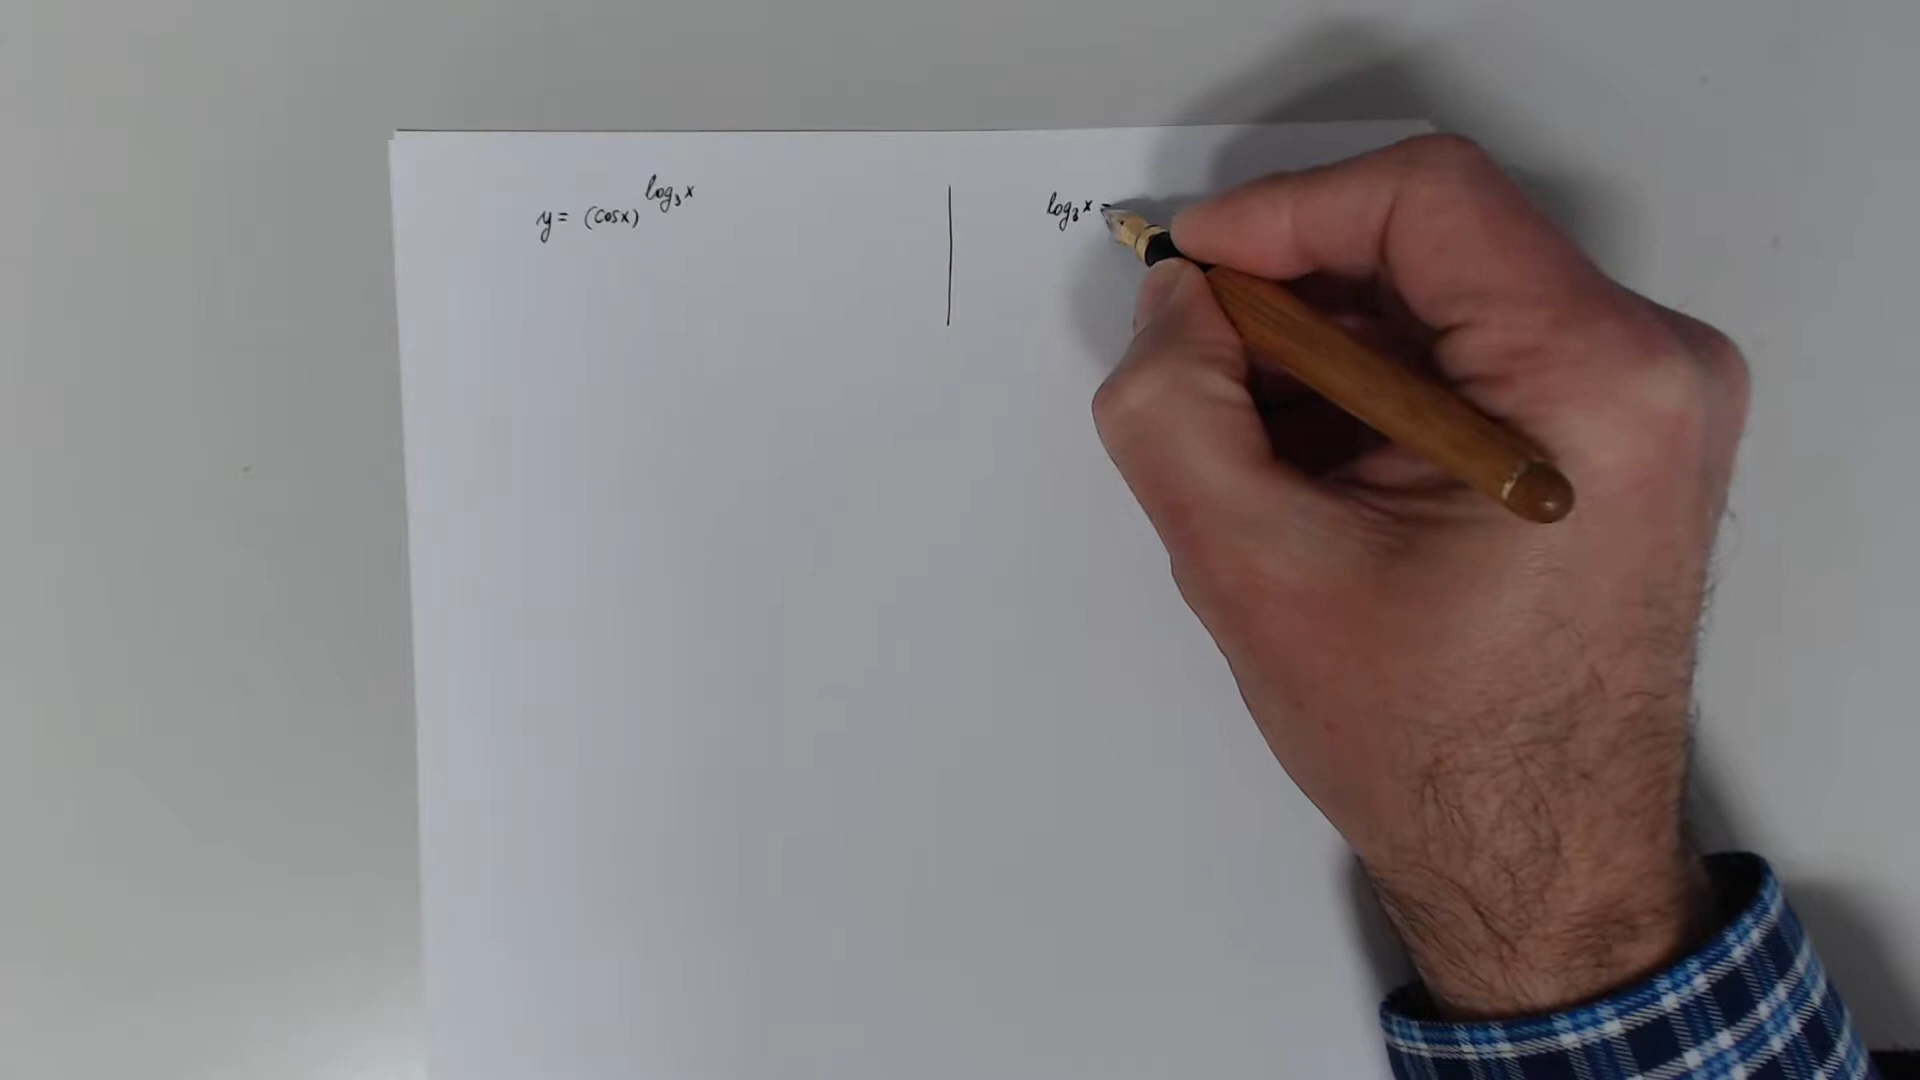 y = (cosx)^log₃x
log₃x =